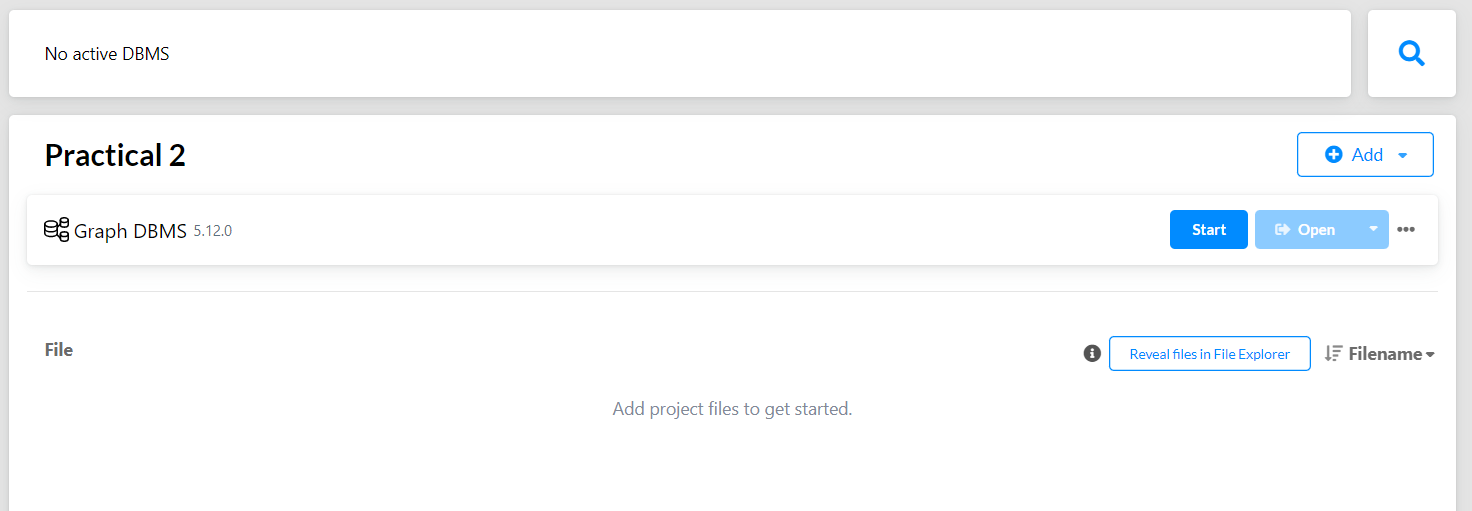 No active DBMS
Practical 2
Add
Graph DBMS 5.12.0
Start
Open
File
Reveal files in File Explorer
Filename
Add project files to get started.